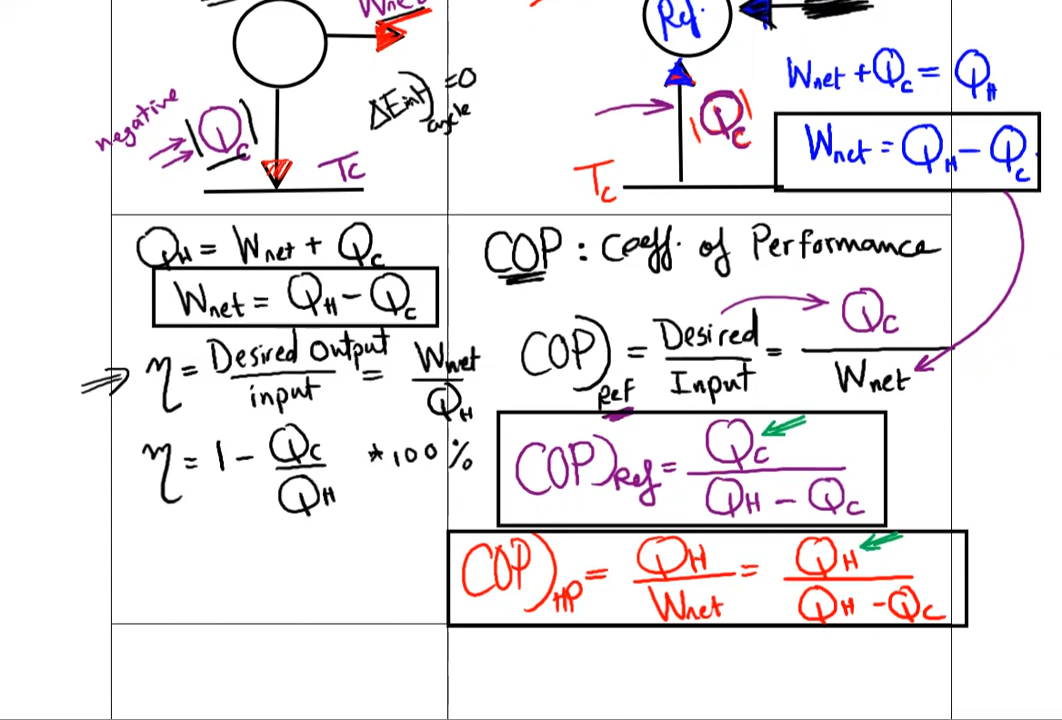 Wnet
negative
|Qc|
Tc
ΔEint)cycle = 0
QH = Wnet + Qc
Wnet = QH - Qc
η = Desired output / input = Wnet / QH
η = 1 - Qc / QH *100%
Ref.
|Qc|
Tc
Wnet + Qc = QH
Wnet = QH - Qc
COP : Coeff. of Performance
COP)Ref = Desired / Input = Qc / Wnet
COP)Ref = Qc / QH - Qc
COP)HP = QH / Wnet = QH / QH - Qc